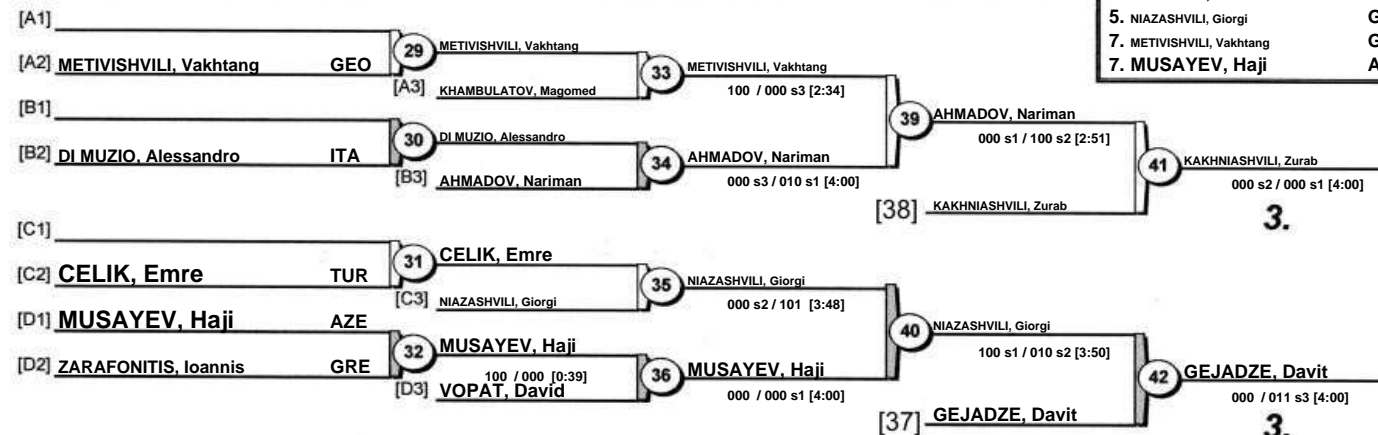 5. NIAZASHVILI, Giorgi G
7. METIVISHVILI, Vakhtang G
7. MUSAYEV, Haji A
[A1]
[A2] METIVISHVILI, Vakhtang GEO
29
METIVISHVILI, Vakhtang
[A3] KHAMBULATOV, Magomed
33
METIVISHVILI, Vakhtang
100 / 000 s3 [2:34]
[B1]
[B2] DI MUZIO, Alessandro ITA
30
DI MUZIO, Alessandro
[B3] AHMADOV, Nariman
34
AHMADOV, Nariman
000 s3 / 010 s1 [4:00]
39
AHMADOV, Nariman
000 s1 / 100 s2 [2:51]
[38] KAKHNIASHVILI, Zurab
41
KAKHNIASHVILI, Zurab
000 s2 / 000 s1 [4:00]
3.
[C1]
[C2] CELIK, Emre TUR
31
CELIK, Emre
[C3] NIAZASHVILI, Giorgi
35
NIAZASHVILI, Giorgi
000 s2 / 101 [3:48]
[D1] MUSAYEV, Haji AZE
[D2] ZARAFONITIS, Ioannis GRE
32
MUSAYEV, Haji
100 / 000 [0:39]
[D3] VOPAT, David
36
MUSAYEV, Haji
000 / 000 s1 [4:00]
40
NIAZASHVILI, Giorgi
100 s1 / 010 s2 [3:50]
[37] GEJADZE, Davit
42
GEJADZE, Davit
000 / 011 s3 [4:00]
3.